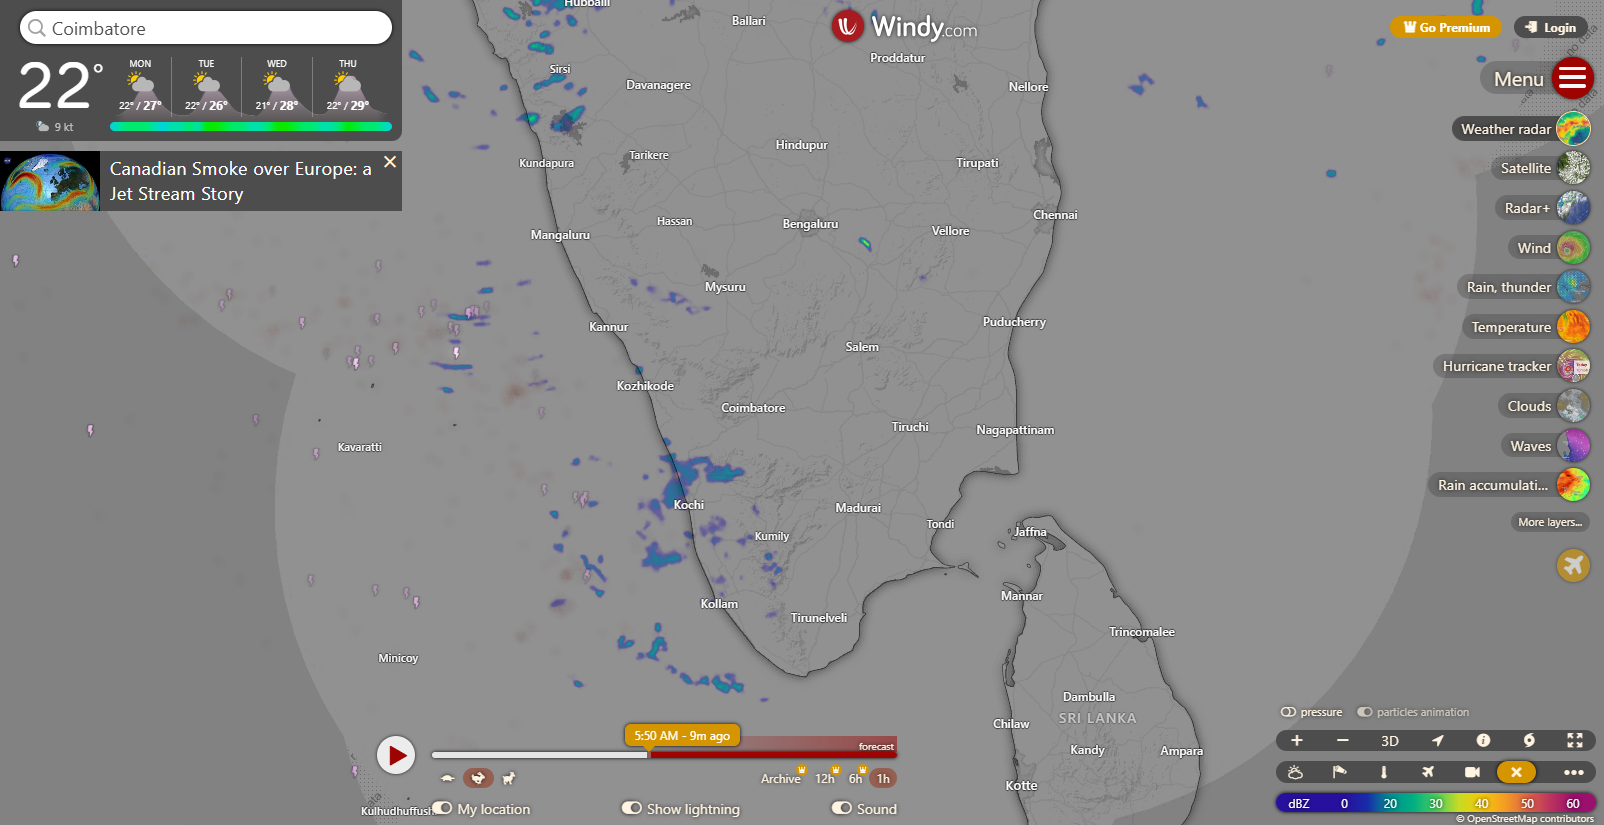 Coimbatore
22°
9 kt
MON
TUE
WED
THU
22° / 27°
22° / 26°
21° / 28°
22° / 29°
Canadian Smoke over Europe: a
Jet Stream Story
Windy.com
Go Premium
Login
Menu
no data
Weather radar
Satellite
Radar+
Wind
Rain, thunder
Temperature
Hurricane tracker
Clouds
Waves
Rain accumulati...
More layers...
Hubballi
Ballari
Proddatur
Sirsi
Davanagere
Nellore
Hindupur
Kundapura
Tarikere
Tirupati
Chennai
Hassan
Bengaluru
Vellore
Mangaluru
Mysuru
Kannur
Puducherry
Salem
Kozhikode
Coimbatore
Tiruchi
Nagapattinam
Kavaratti
Kochi
Madurai
Tondi
Kumily
Jaffna
Mannar
Kollam
Tirunelveli
Trincomalee
Minicoy
Dambulla
SRI LANKA
Chilaw
Kandy
Ampara
Kotte
Kulhudhuffush
5:50 AM - 9m ago
forecast
Archive
12h
6h
1h
My location
Show lightning
Sound
pressure
particles animation
3D
dBZ
0
20
30
40
50
60
© OpenStreetMap contributors